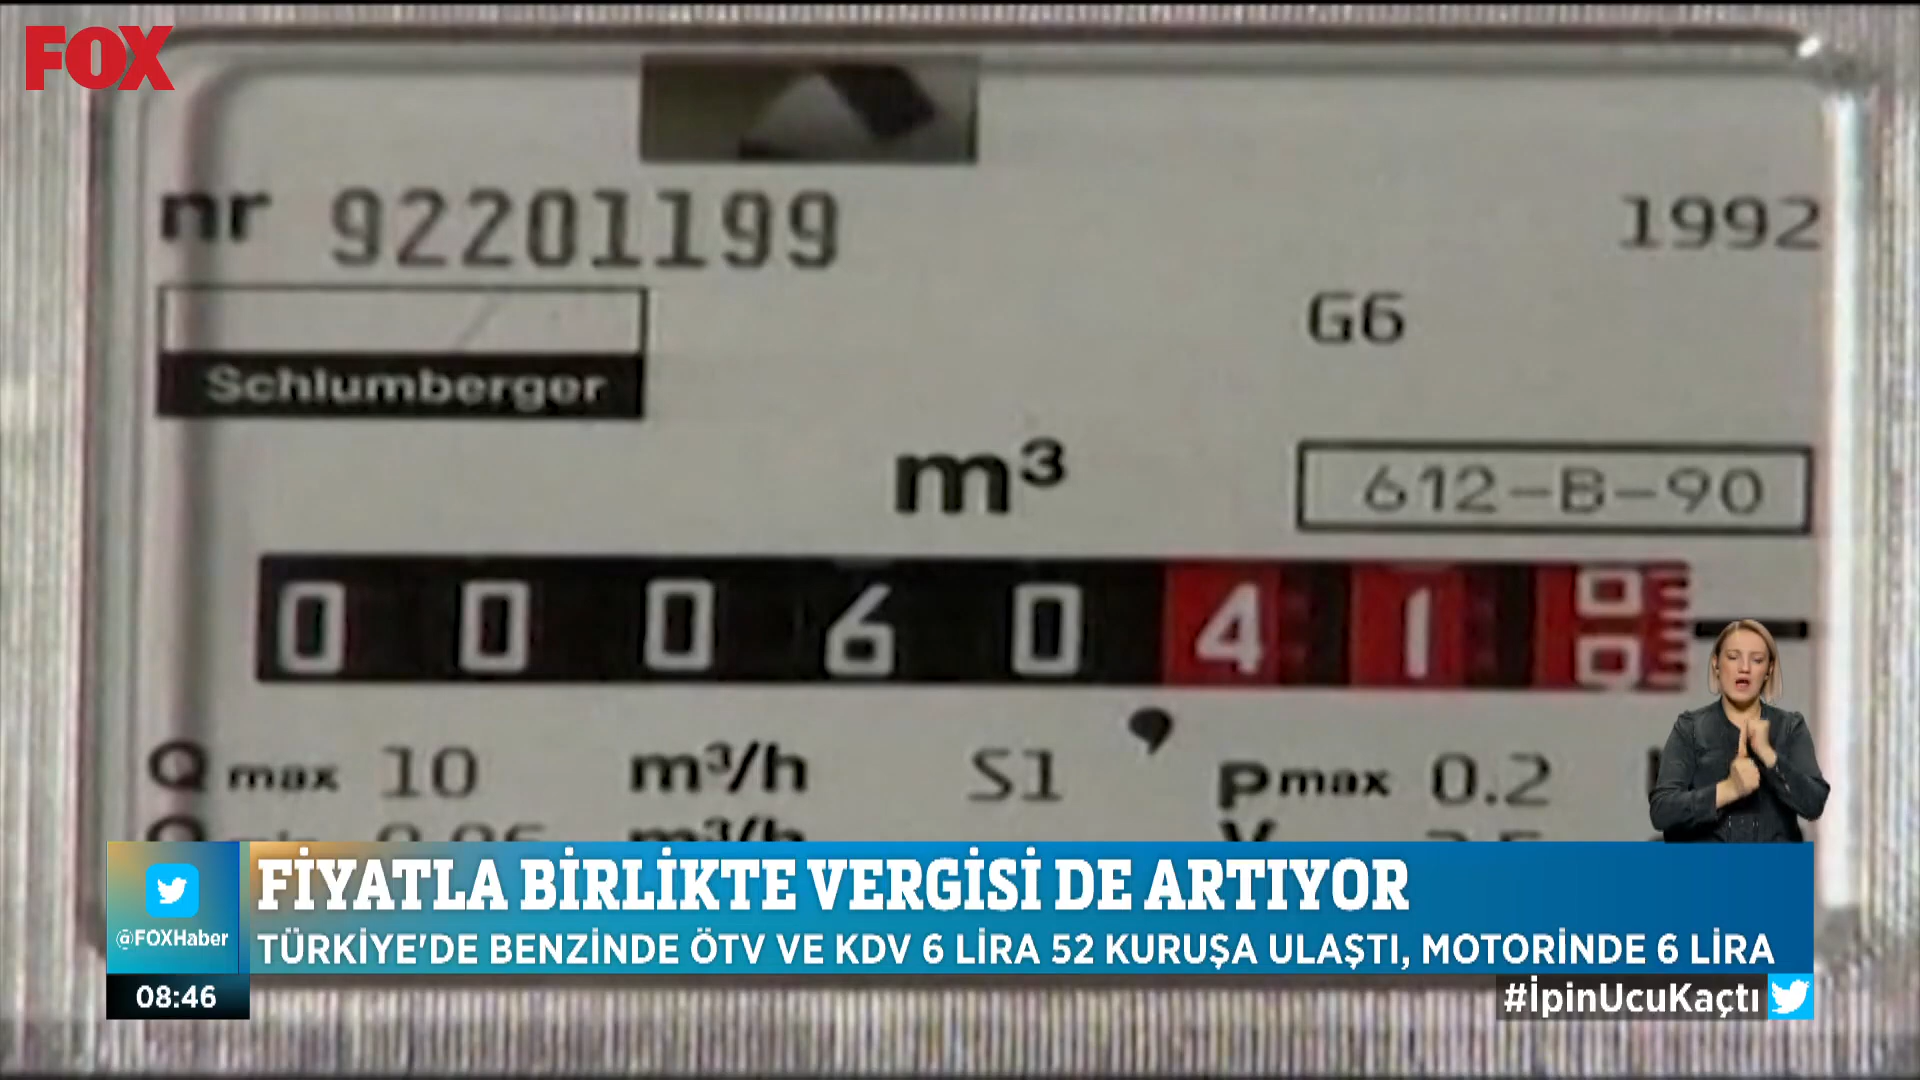 FOX
nr 92201199
1992
G6
Schlumberger
m³
612-B-90
0 0 0 6 0 4 1
Q max 10 m³/h S1 P max 0.2
m³/h
FİYATLA BİRLİKTE VERGİSİ DE ARTIYOR
@FOXHaber
TÜRKİYE'DE BENZİNDE ÖTV VE KDV 6 LİRA 52 KURUŞA ULAŞTI, MOTORİNDE 6 LİRA
08:46
#İpinUcuKaçtı